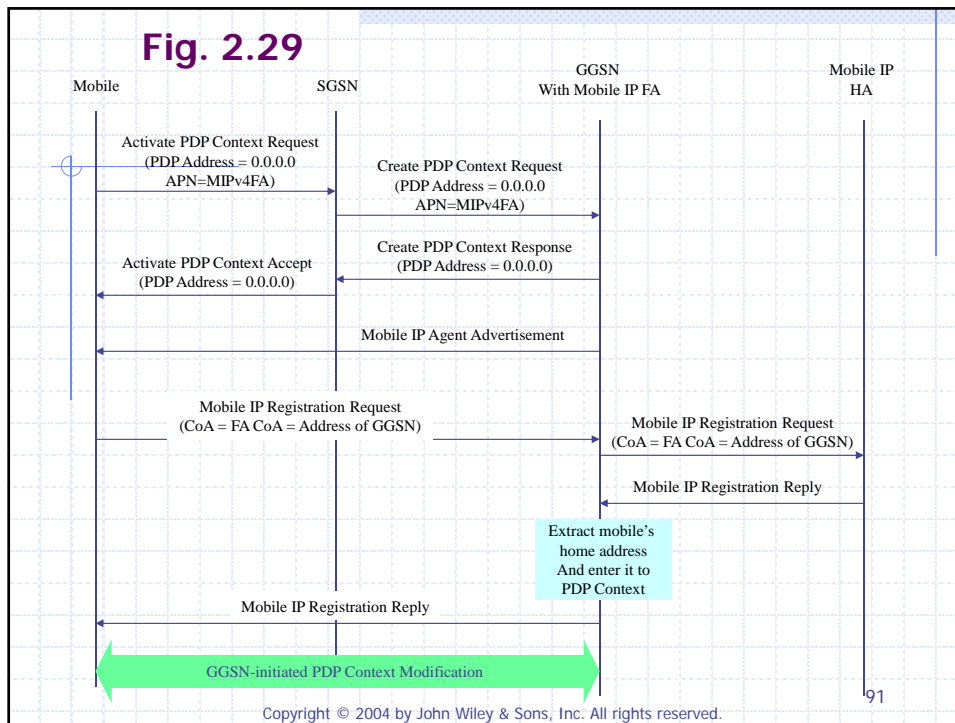 Fig. 2.29
Mobile
SGSN
GGSN
With Mobile IP FA
Mobile IP
HA
Activate PDP Context Request
(PDP Address = 0.0.0.0
APN=MIPv4FA)
Create PDP Context Request
(PDP Address = 0.0.0.0
APN=MIPv4FA)
Create PDP Context Response
(PDP Address = 0.0.0.0)
Activate PDP Context Accept
(PDP Address = 0.0.0.0)
Mobile IP Agent Advertisement
Mobile IP Registration Request
(CoA = FA CoA = Address of GGSN)
Mobile IP Registration Request
(CoA = FA CoA = Address of GGSN)
Mobile IP Registration Reply
Extract mobile's
home address
And enter it to
PDP Context
Mobile IP Registration Reply
GGSN-initiated PDP Context Modification
91
Copyright © 2004 by John Wiley & Sons, Inc. All rights reserved.